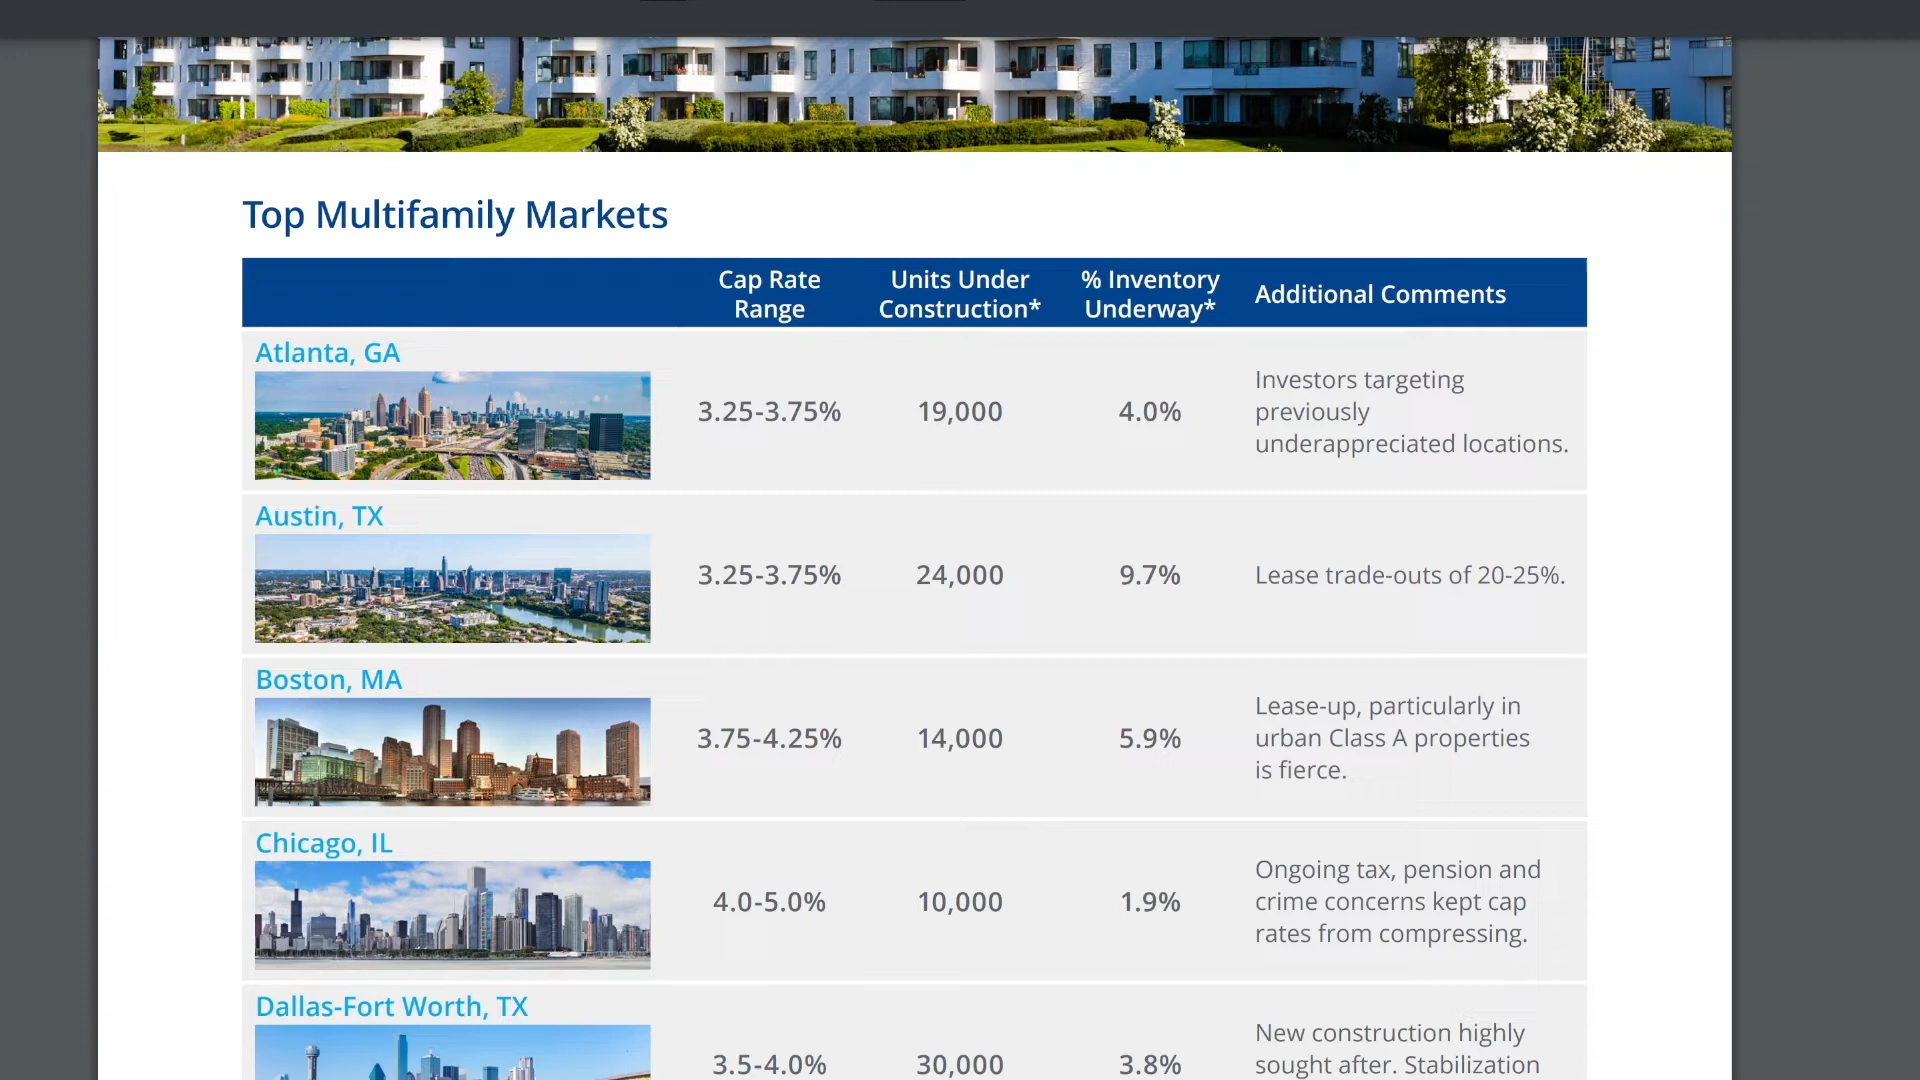 Top Multifamily Markets
Cap Rate
Range
Units Under
Construction*
% Inventory
Underway*
Additional Comments
Atlanta, GA
3.25-3.75%
19,000
4.0%
Investors targeting
previously
underappreciated locations.
Austin, TX
3.25-3.75%
24,000
9.7%
Lease trade-outs of 20-25%.
Boston, MA
3.75-4.25%
14,000
5.9%
Lease-up, particularly in
urban Class A properties
is fierce.
Chicago, IL
4.0-5.0%
10,000
1.9%
Ongoing tax, pension and
crime concerns kept cap
rates from compressing.
Dallas-Fort Worth, TX
3.5-4.0%
30,000
3.8%
New construction highly
sought after. Stabilization